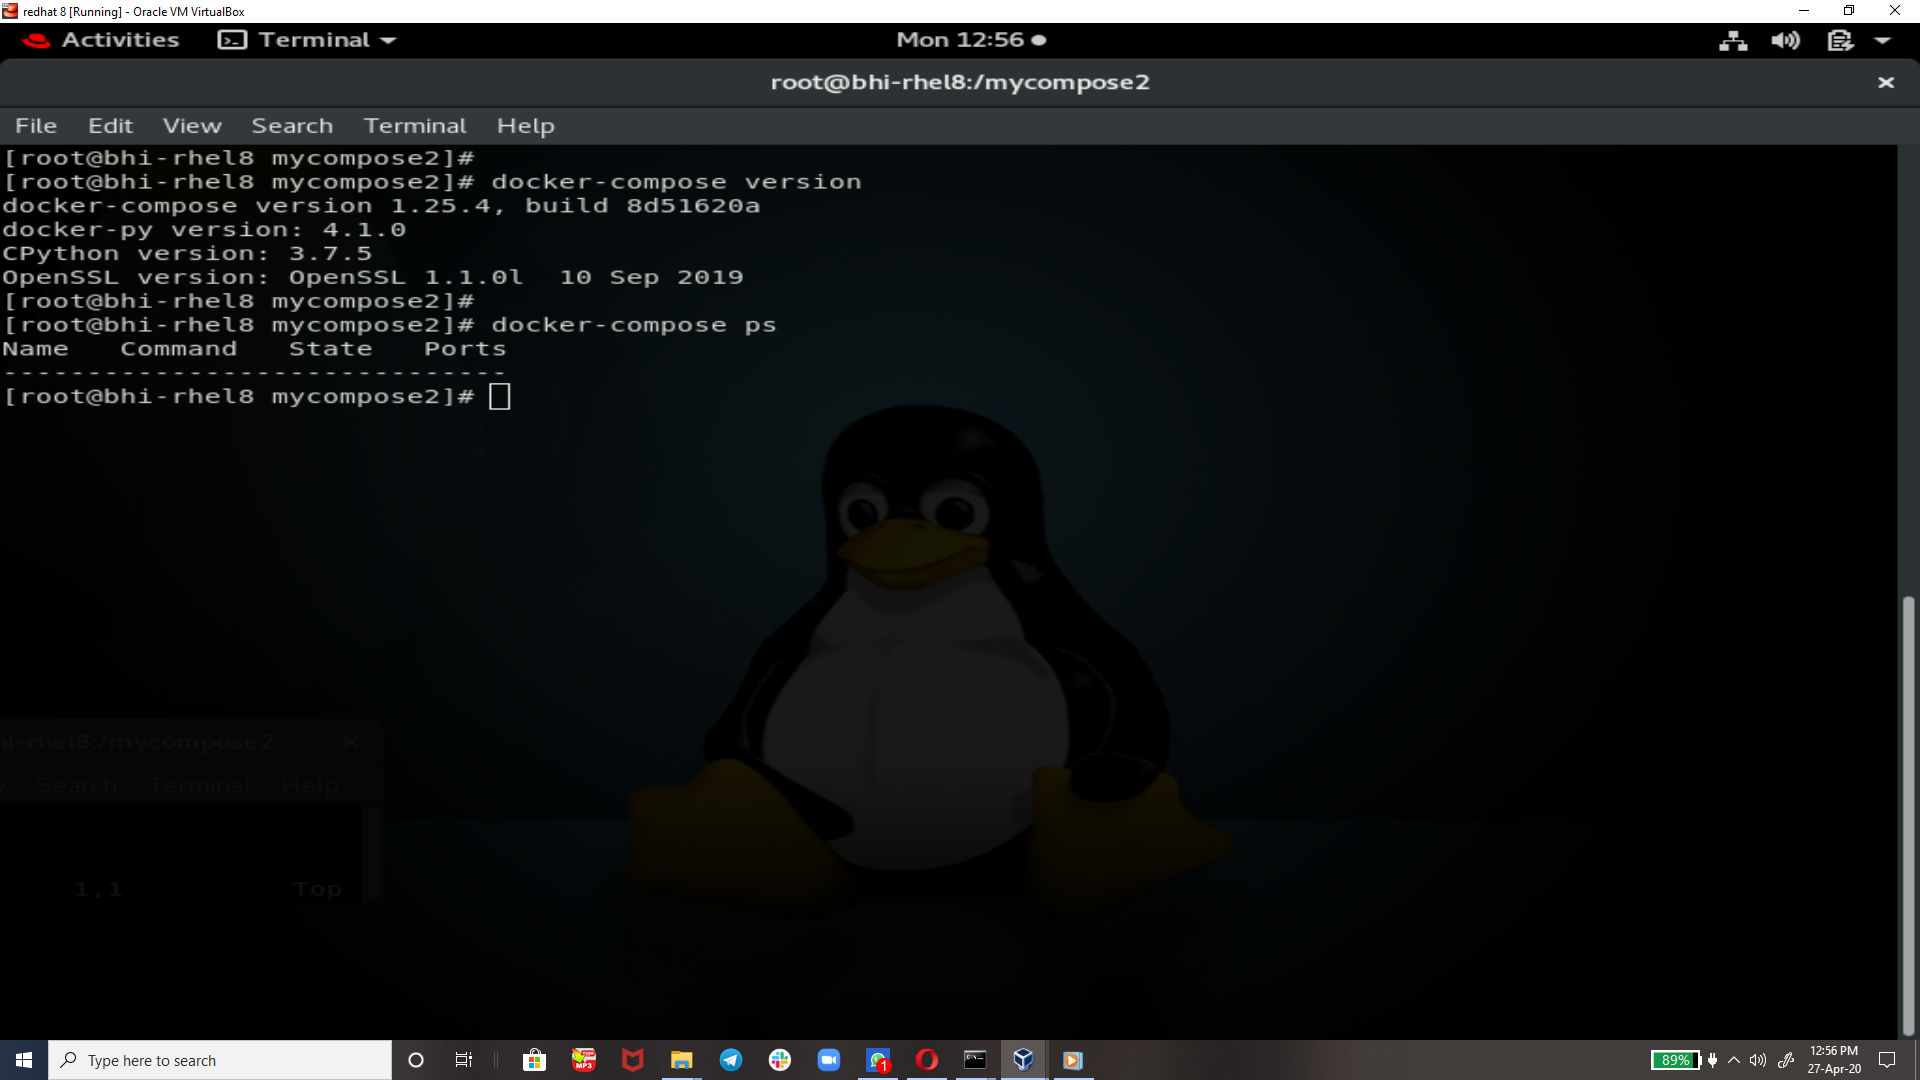 redhat 8 [Running] - Oracle VM VirtualBox
Activities Terminal Mon 12:56
root@bhi-rhel8:/mycompose2
File Edit View Search Terminal Help
[root@bhi-rhel8 mycompose2]#
[root@bhi-rhel8 mycompose2]# docker-compose version
docker-compose version 1.25.4, build 8d51620a
docker-py version: 4.1.0
CPython version: 3.7.5
OpenSSL version: OpenSSL 1.1.0l  10 Sep 2019
[root@bhi-rhel8 mycompose2]#
[root@bhi-rhel8 mycompose2]# docker-compose ps
Name   Command   State   Ports
------------------------------
[root@bhi-rhel8 mycompose2]#
hi-rhel8:/mycompose2
w Search Terminal Help
1,1 Top
Type here to search
MP3
1
89%
12:56 PM
27-Apr-20